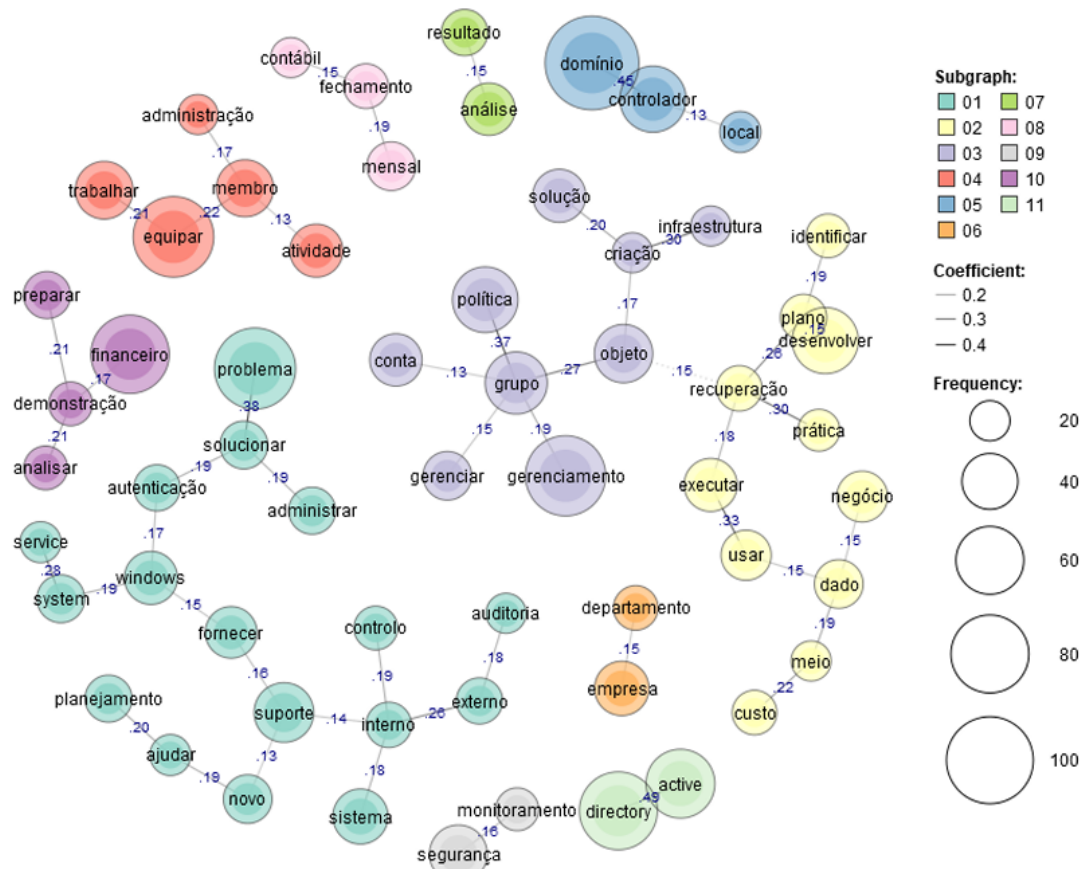 contábil
.15
fechamento
.19
mensal
resultado
.15
análise
domínio
.45
controlador
.13
local
administração
.17
membro
trabalhar
.21
.22
equipar
.13
atividade
solução
.20
infraestrutura
.30
criação
.17
identificar
.19
plano
.15
desenvolver
.26
recuperação
.30
prática
política
.37
conta
.13
grupo
.27
objeto
.15
.15
.19
gerenciar
gerenciamento
preparar
.21
financeiro
.17
demonstração
.21
analisar
problema
.38
solucionar
.19
.19
autenticação
administrar
.17
service
.28
system
.19
windows
.15
fornecer
.16
.18
executar
.33
usar
.15
negócio
.15
dado
.19
meio
.22
custo
controlo
.19
auditoria
.18
externo
.26
interno
.14
suporte
.18
sistema
planejamento
.20
ajudar
.19
.13
novo
departamento
.15
empresa
monitoramento
.16
segurança
active
.49
directory
Subgraph:
01 07
02 08
03 09
04 10
05 11
06
Coefficient:
0.2
0.3
0.4
Frequency:
20
40
60
80
100